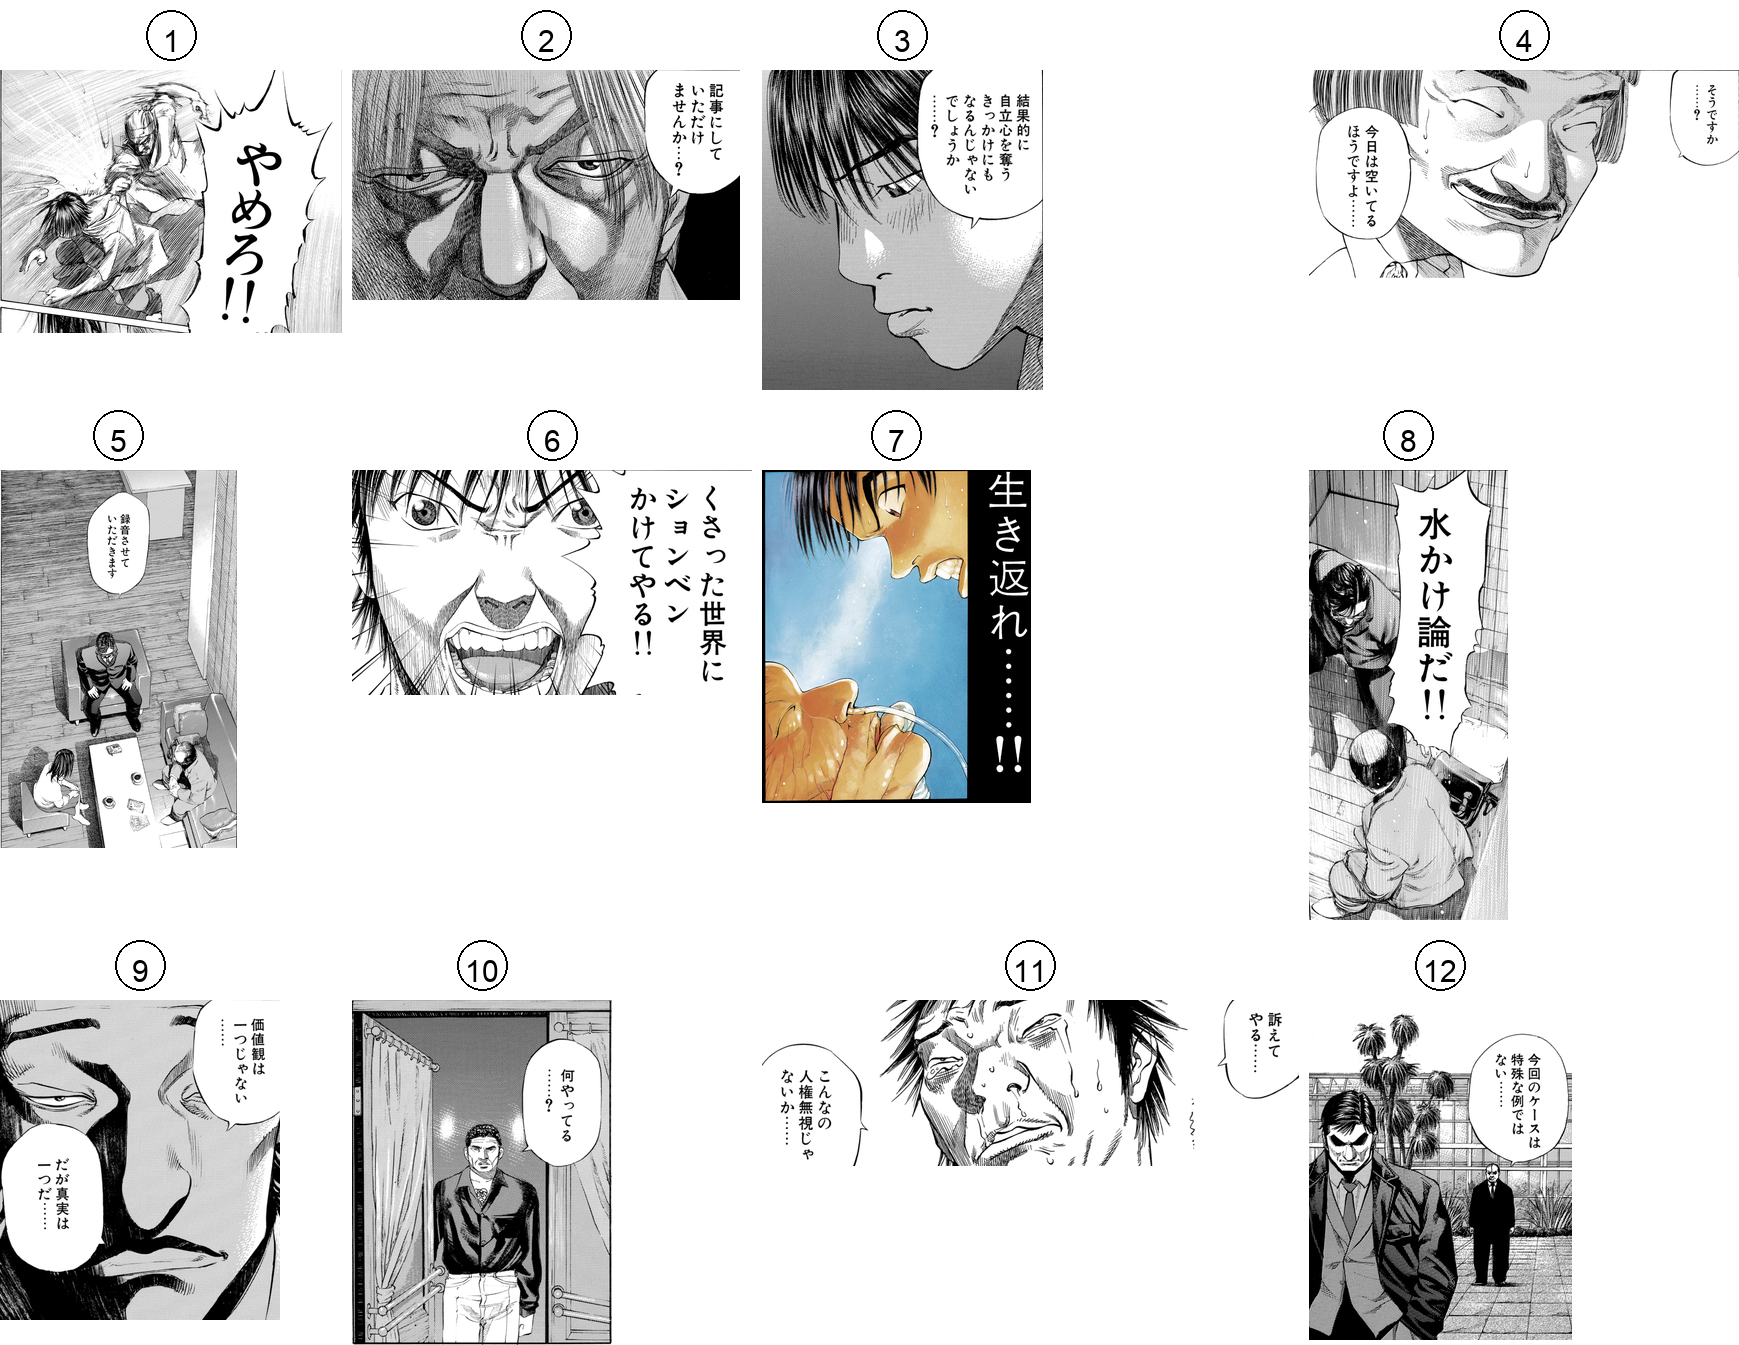 1
やめろ!!
2
記事にして
いただけ
ませんか…?
3
結果的に
自立心を奪う
きっかけにも
なるんじゃない
でしょうか
……?
4
そうですか
……?
今日は空いてる
ほうですよ……
5
録音させて
いただきます
6
くさった世界に
ションベン
かけてやる!!
7
生き返れ……‥!!
8
水かけ論だ!!
9
価値観は
一つじゃない
……
だが真実は
一つだ……
10
何やってる
……?
11
訴えて
やる……
こんなの
人権無視じゃ
ないか……
12
今回のケースは
特殊な例では
ない……